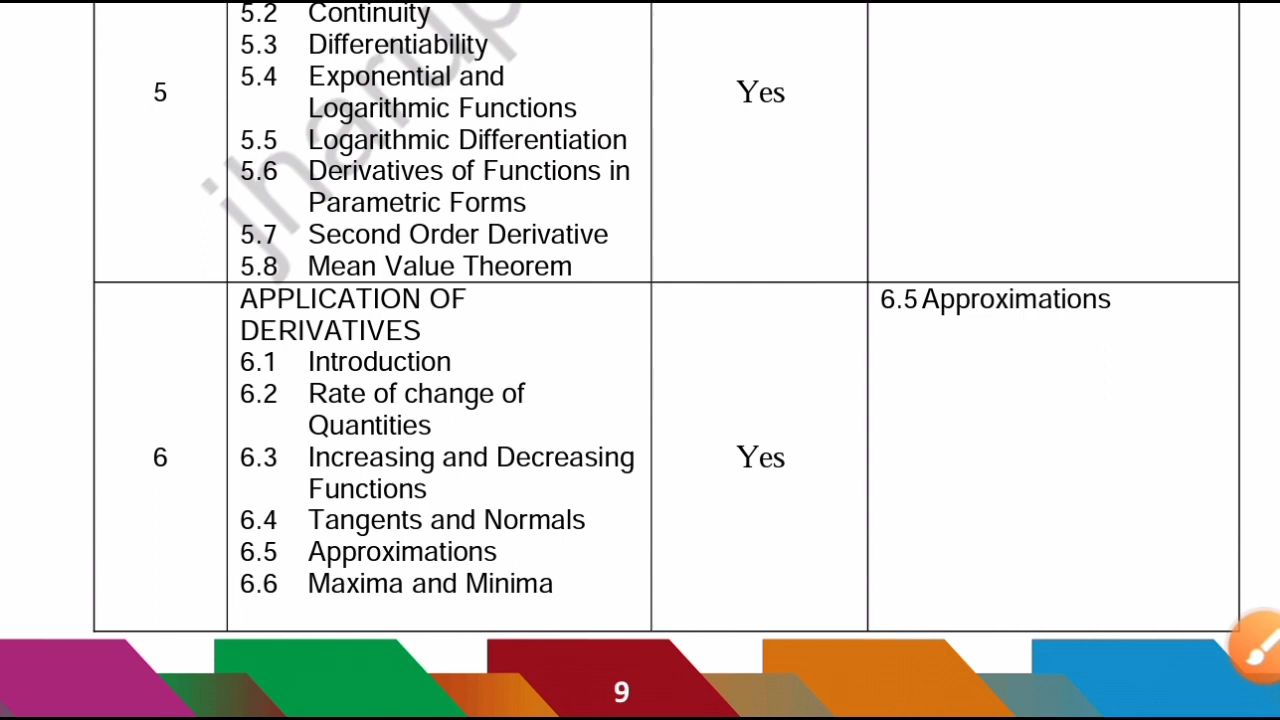 5.2 Continuity
5.3 Differentiability
5.4 Exponential and
Logarithmic Functions
5.5 Logarithmic Differentiation
5.6 Derivatives of Functions in
Parametric Forms
5.7 Second Order Derivative
5.8 Mean Value Theorem
5
Yes
APPLICATION OF
DERIVATIVES
6.1 Introduction
6.2 Rate of change of
Quantities
6.3 Increasing and Decreasing
Functions
6.4 Tangents and Normals
6.5 Approximations
6.6 Maxima and Minima
6
Yes
6.5 Approximations
9